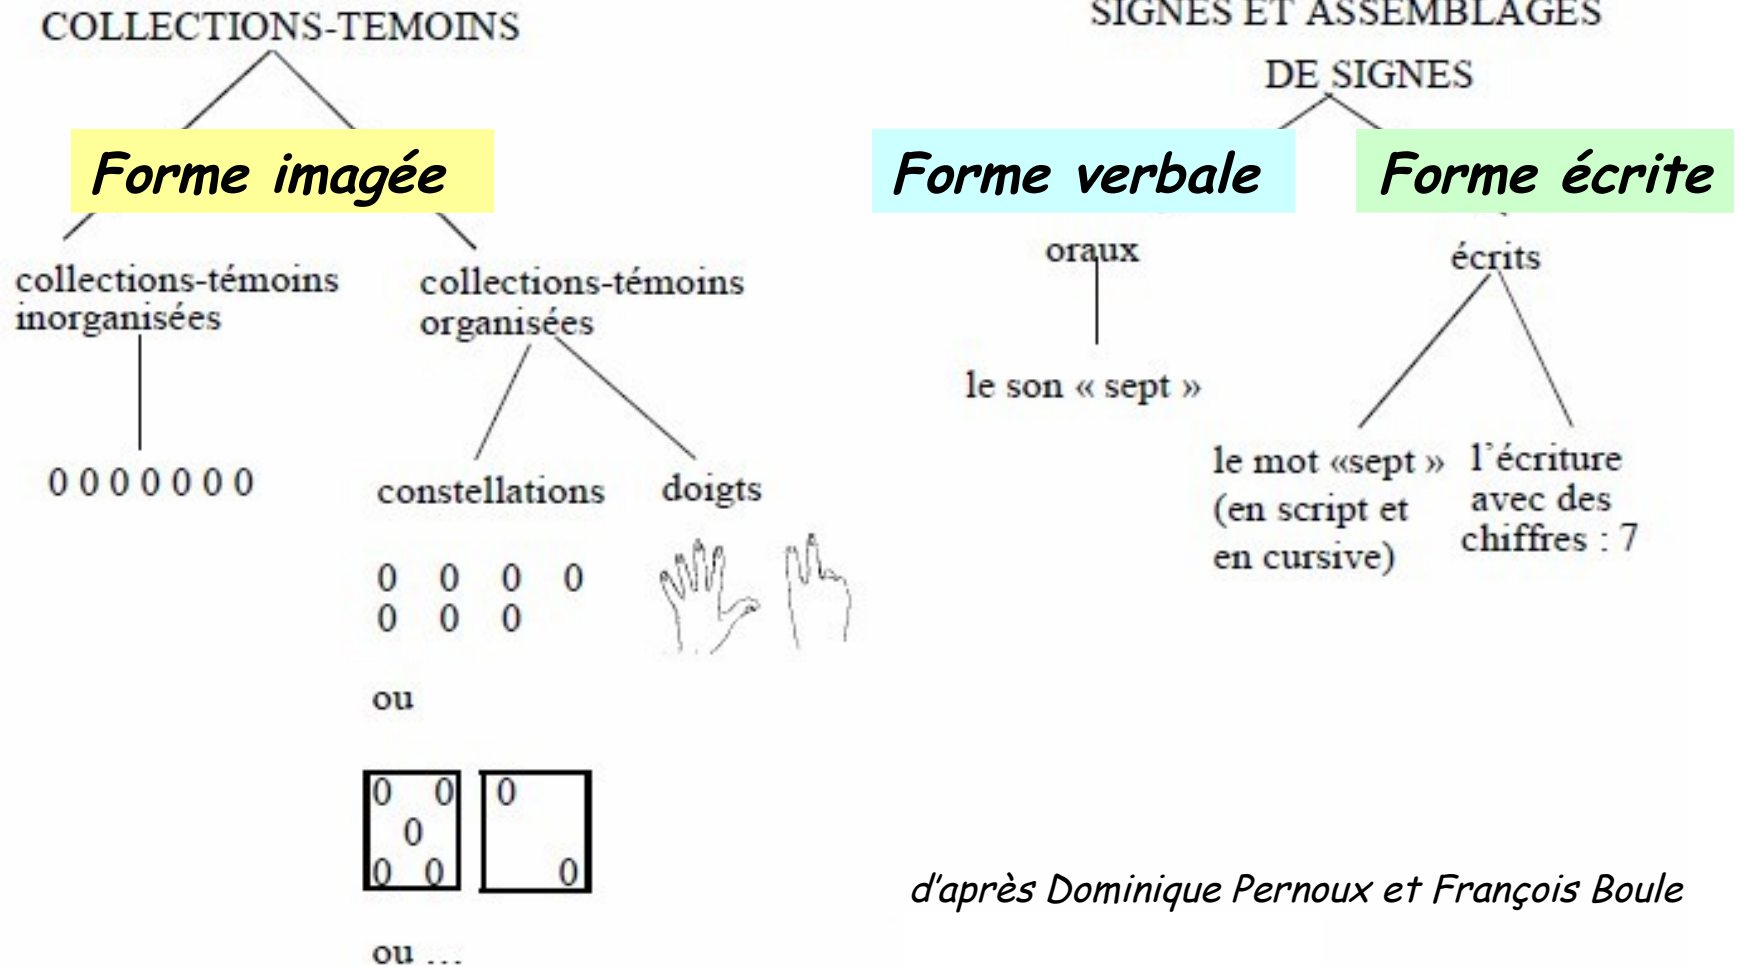 COLLECTIONS-TEMOINS
Forme imagée
collections-témoins
inorganisées
0 0 0 0 0 0 0
collections-témoins
organisées
constellations
0 0 0 0
0 0 0
ou
0 0
0
0 0
0
0
ou ...
doigts
SIGNES ET ASSEMBLAGES
DE SIGNES
Forme verbale
oraux
le son « sept »
Forme écrite
écrits
le mot «sept »
(en script et
en cursive)
l'écriture
avec des
chiffres : 7
d'après Dominique Pernoux et François Boule